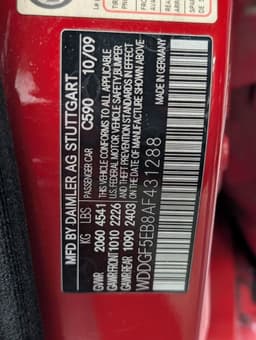 MFD BY DAIMLER AG STUTTGART
C590 10/09
KG LBS PASSENGER CAR
GVWR 2060 4541 THIS VEHICLE CONFORMS TO ALL APPLICABLE
GAWR/FRONT 1010 2226 U.S. FEDERAL MOTOR VEHICLE SAFETY/BUMPER/
GAWR/REAR 1090 2403 AND THEFT PREVENTION STANDARDS IN EFFECT
ON THE DATE OF MANUFACTURE SHOWN ABOVE.
WDDGF5EB8AF431288
MADE IN GERMANY